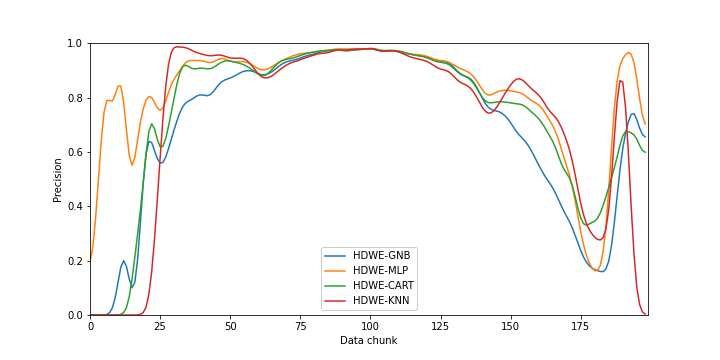 1.0
0.8
0.6
0.4
0.2
0.0
Precision
0
25
50
75
100
125
150
175
Data chunk
HDWE-GNB
HDWE-MLP
HDWE-CART
HDWE-KNN